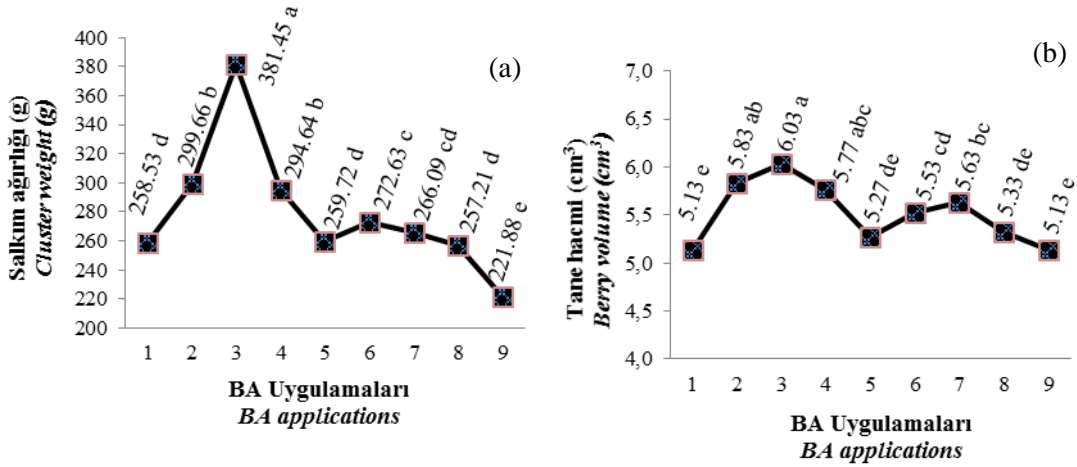 (a)
Salkım ağırlığı (g)
Cluster weight (g)
400
380
360
340
320
300
280
260
240
220
200
258.53 d
299.66 b
381.45 a
294.64 b
259.72 d
272.63 c
266.09 cd
257.21 d
221.88 e
1 2 3 4 5 6 7 8 9
BA Uygulamaları
BA applications
(b)
Tane hacmi (cm³)
Berry volume (cm³)
7,0
6,5
6,0
5,5
5,0
4,5
4,0
5.13 e
5.83 ab
6.03 a
5.77 abc
5.27 de
5.53 cd
5.63 bc
5.33 de
5.13 e
1 2 3 4 5 6 7 8 9
BA Uygulamaları
BA applications